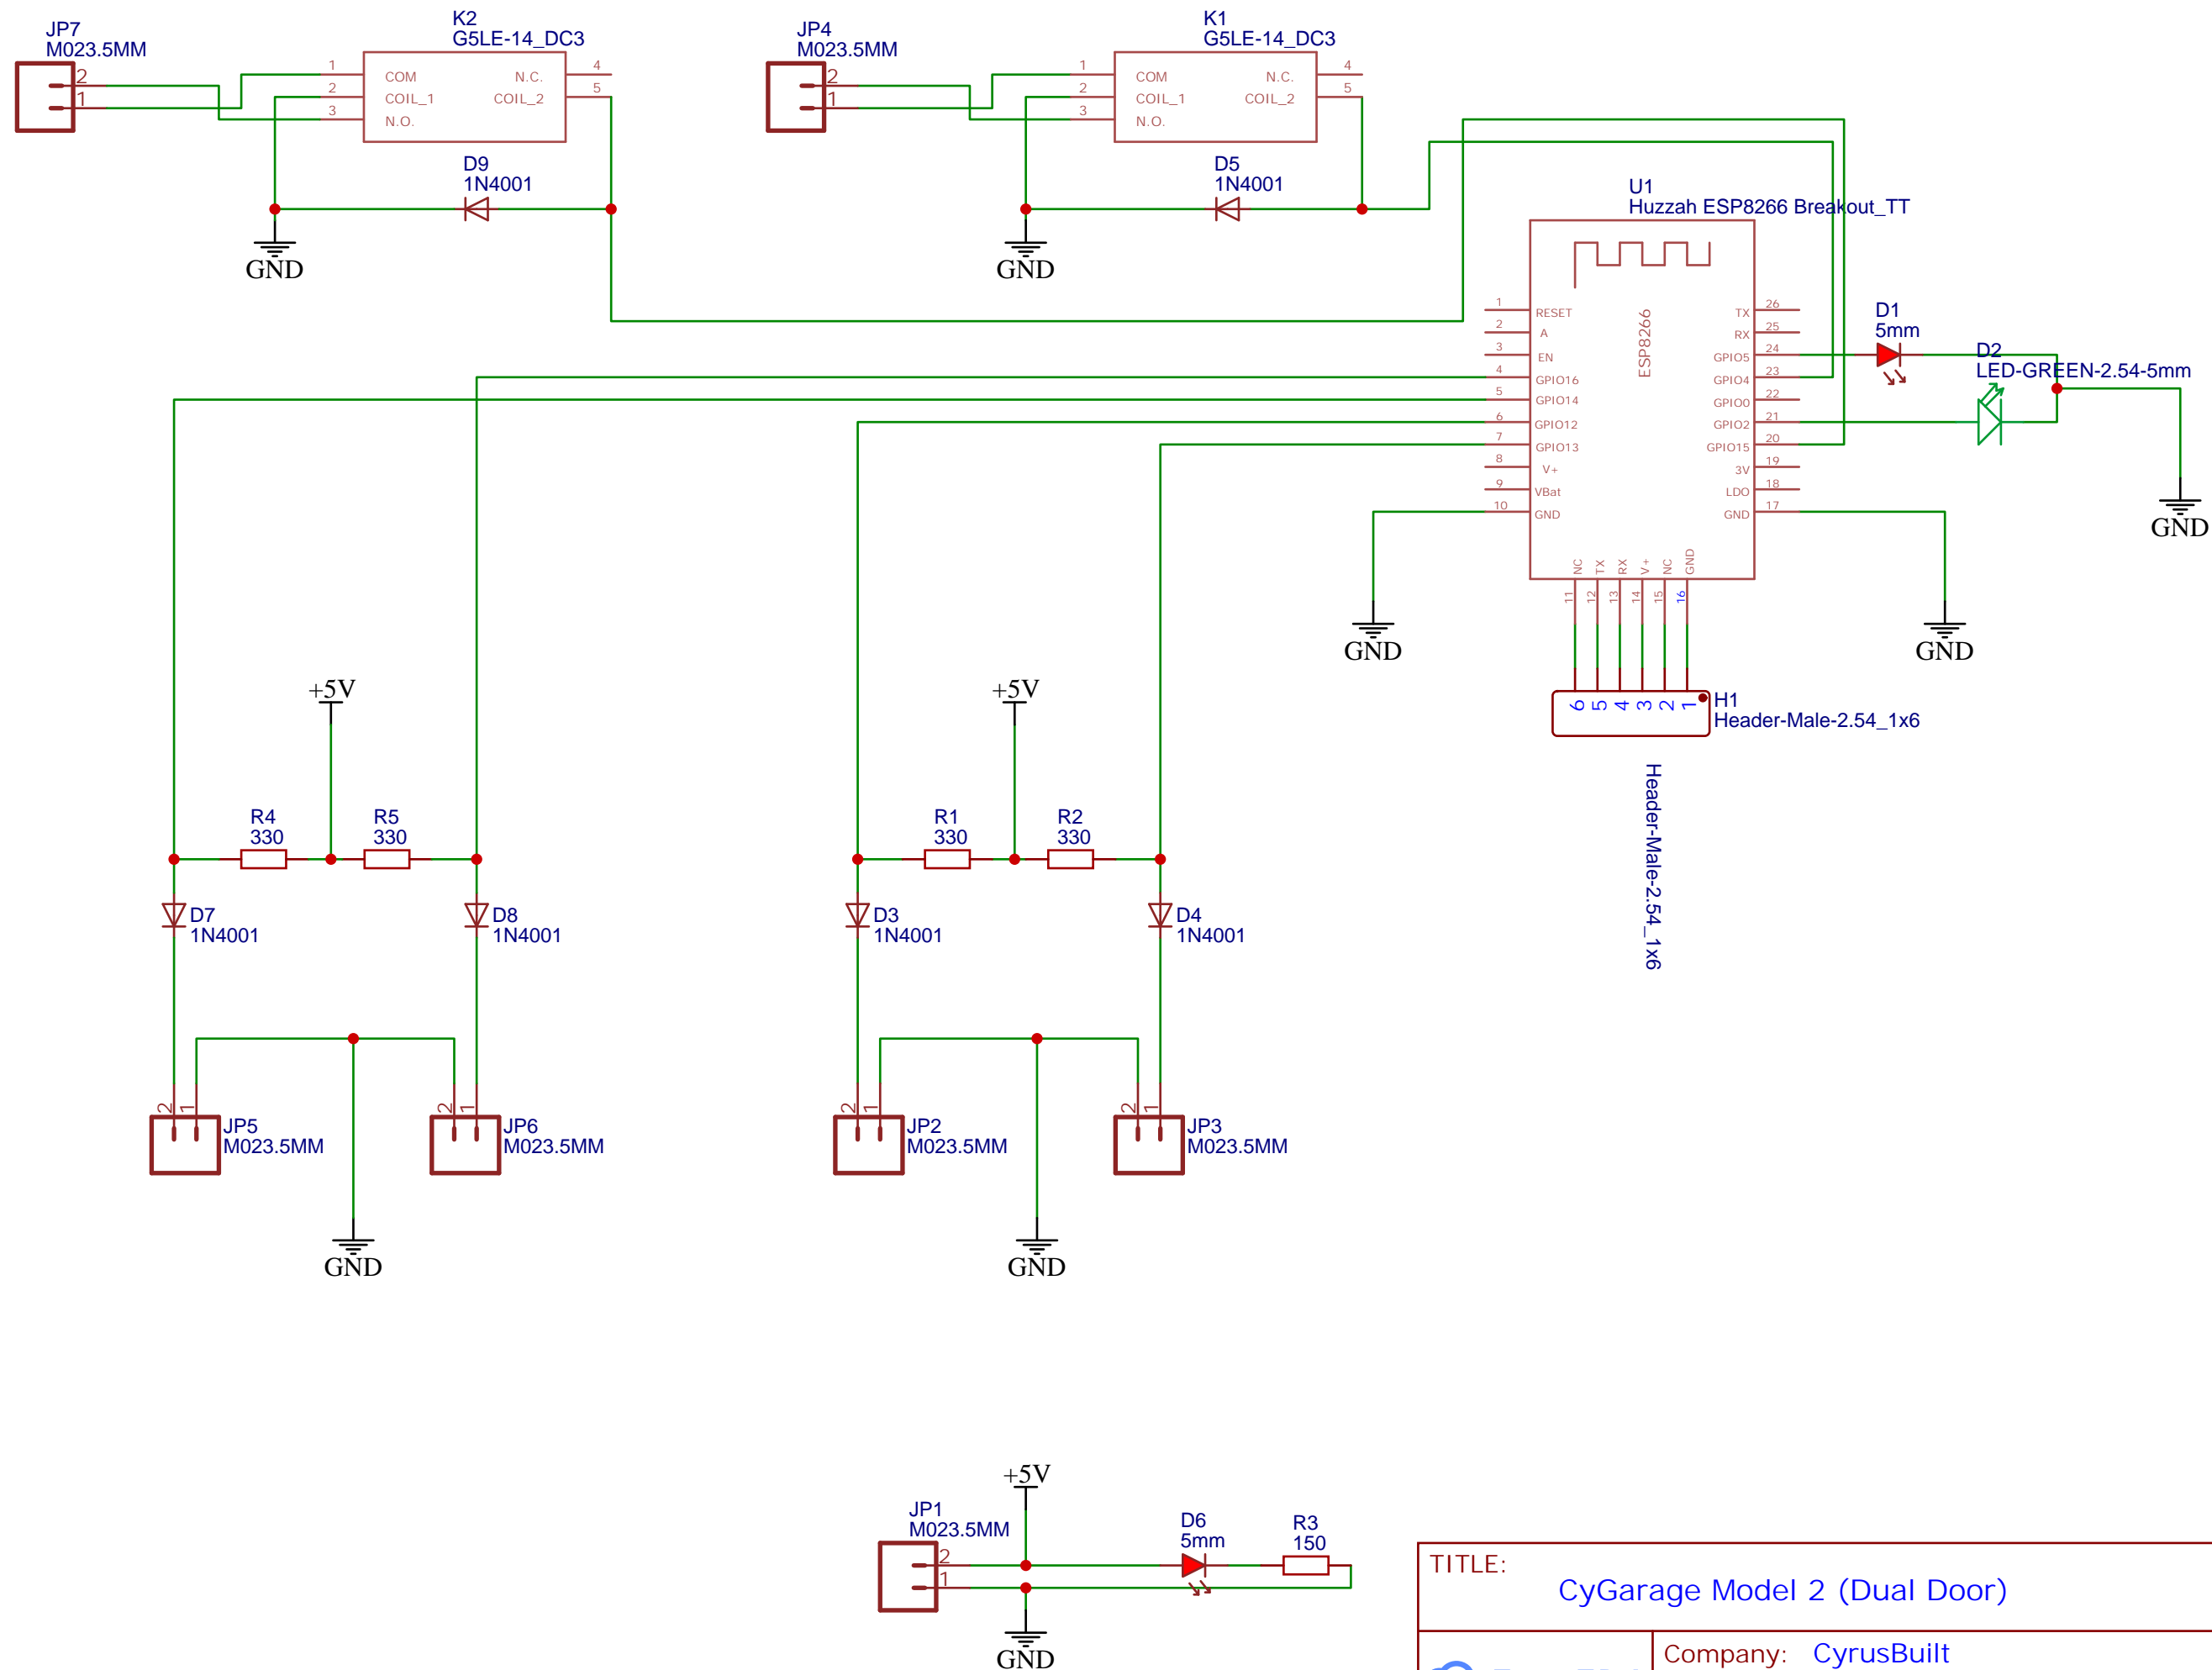 JP7
M023.5MM
2
1
K2
G5LE-14_DC3
1
2
3
COM
COIL_1
N.O.
N.C.
COIL_2
4
5
D9
1N4001
GND
JP4
M023.5MM
2
1
K1
G5LE-14_DC3
1
2
3
COM
COIL_1
N.O.
N.C.
COIL_2
4
5
D5
1N4001
GND
U1
Huzzah ESP8266 Breakout_TT
ESP8266
1 RESET
2 A
3 EN
4 GPIO16
5 GPIO14
6 GPIO12
7 GPIO13
8 V+
9 VBat
10 GND
TX 26
RX 25
GPIO5 24
GPIO4 23
GPIO0 22
GPIO2 21
GPIO15 20
3V 19
LDO 18
GND 17
NC TX RX V+ NC GND
11 12 13 14 15 16
D1
5mm
D2
LED-GREEN-2.54-5mm
GND
GND
GND
6 5 4 3 2 1
H1
Header-Male-2.54_1x6
Header-Male-2.54_1x6
+5V
R4
330
R5
330
D7
1N4001
D8
1N4001
2 1
JP5
M023.5MM
2 1
JP6
M023.5MM
GND
+5V
R1
330
R2
330
D3
1N4001
D4
1N4001
2 1
JP2
M023.5MM
2 1
JP3
M023.5MM
GND
+5V
JP1
M023.5MM
2
1
D6
5mm
R3
150
GND
TITLE:
CyGarage Model 2 (Dual Door)
Company: CyrusBuilt